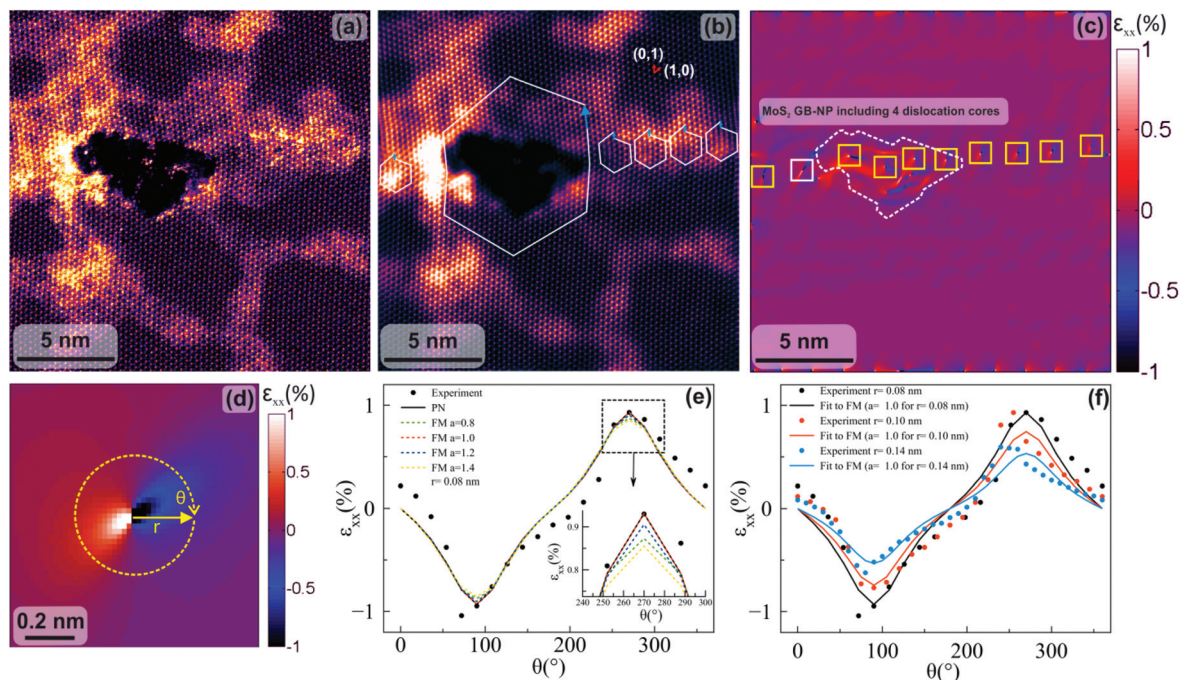 (a)
5 nm
(b)
(0,1)
(1,0)
5 nm
(c)
MoS₂ GB-NP including 4 dislocation cores
5 nm
εxx(%)
1
0.5
0
-0.5
-1
(d)
εxx(%)
1
0.5
0
-0.5
-1
θ
r
0.2 nm
(e)
Experiment
PN
FM a=0.8
FM a=1.0
FM a=1.2
FM a=1.4
r= 0.08 nm
εxx(%)
1
0
−1
0 100 200 300
θ(°)
εxx(%)
0.9
0.8
240 250 260 270 280 290 300
θ(°)
(f)
Experiment r= 0.08 nm
Fit to FM (a= 1.0 for r= 0.08 nm)
Experiment r= 0.10 nm
Fit to FM (a= 1.0 for r= 0.10 nm)
Experiment r= 0.14 nm
Fit to FM (a= 1.0 for r= 0.14 nm)
εxx(%)
1
0
−1
0 100 200 300
θ(°)